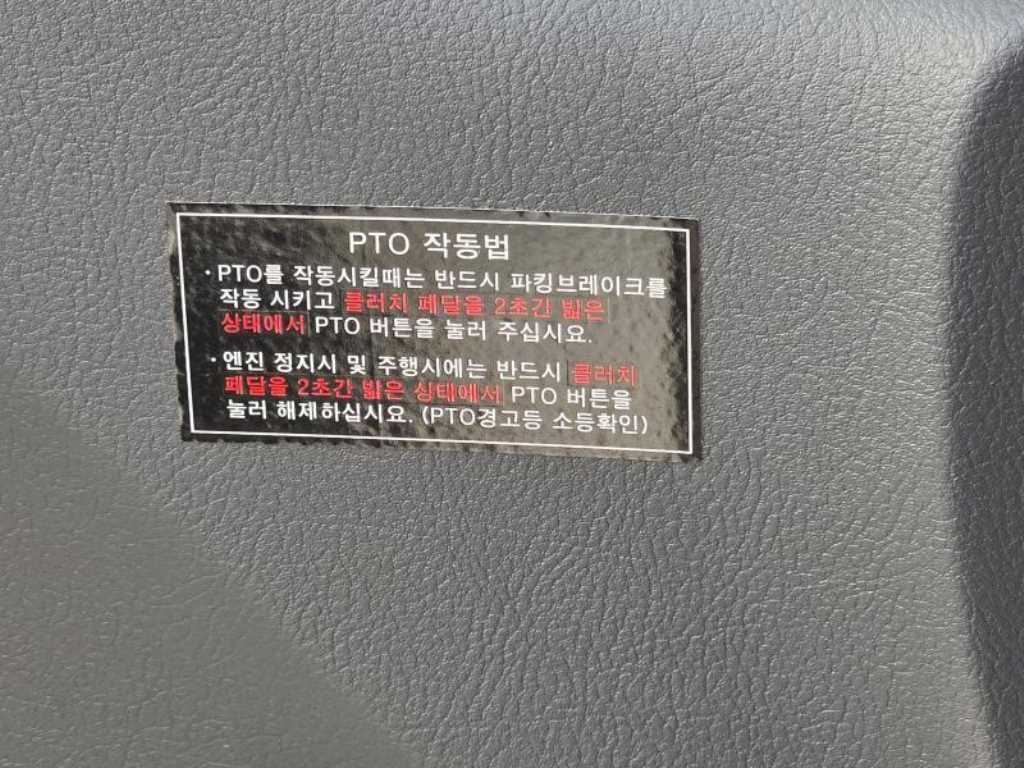 PTO 작동법
· PTO를 작동시킬때는 반드시 파킹브레이크를
작동 시키고 클러치 페달을 2초간 밟은
상태에서 PTO 버튼을 눌러 주십시요.
· 엔진 정지시 및 주행시에는 반드시 클러치
페달을 2초간 밟은 상태에서 PTO 버튼을
눌러 해제하십시요. (PTO경고등 소등확인)